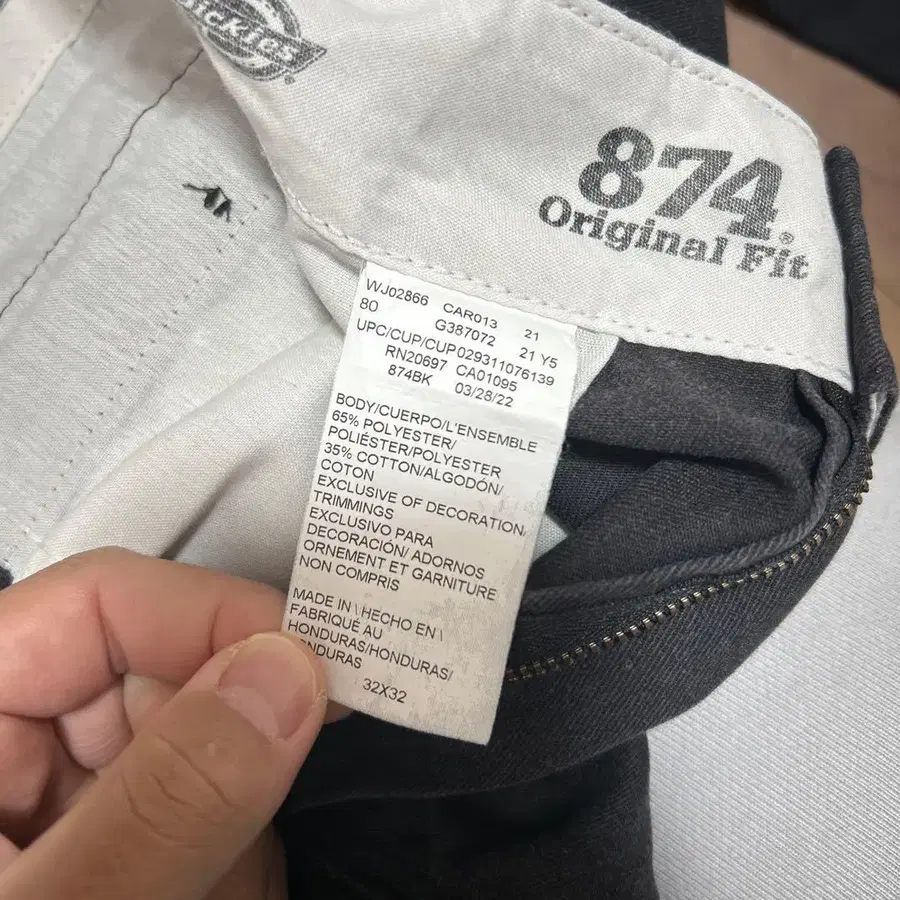 Dickies
874®
Original Fit
WJ02866 CAR013 21
80 G387072 21 Y5
UPC/CUP/CUP029311076139
RN20697 CA01095
874BK 03/28/22
BODY/CUERPO/L'ENSEMBLE
65% POLYESTER/
POLIÉSTER/POLYESTER
35% COTTON/ALGODÓN/
COTON
EXCLUSIVE OF DECORATION/
TRIMMINGS
EXCLUSIVO PARA
DECORACIÓN/ ADORNOS
ORNEMENT ET GARNITURE
NON COMPRIS
MADE IN \ HECHO EN \
FABRIQUÉ AU
HONDURAS/HONDURAS/
HONDURAS
32X32